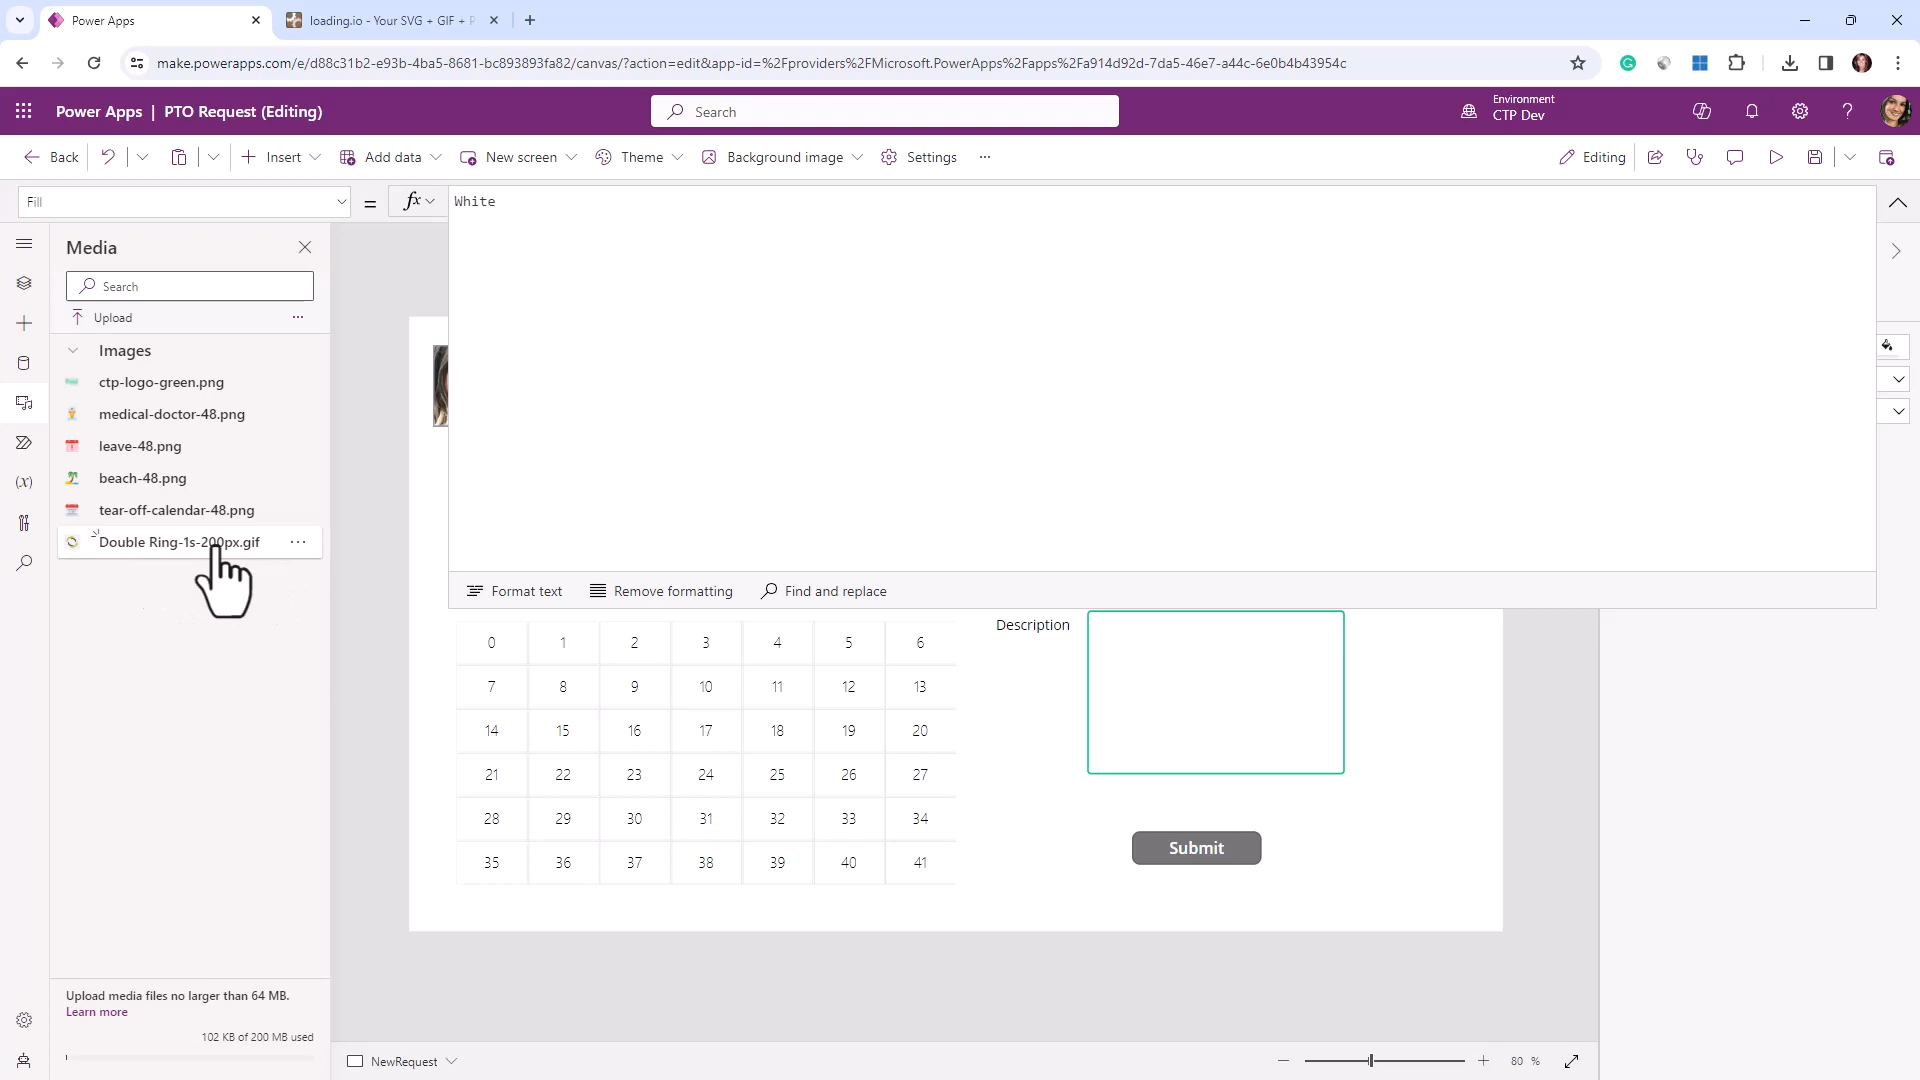 Power Apps
loading.io - Your SVG + GIF +
make.powerapps.com/e/d88c31b2-e93b-4ba5-8681-bc893893fa82/canvas/?action=edit&app-id=%2Fproviders%2FMicrosoft.PowerApps%2Fapps%2Fa914d92d-7da5-46e7-a44c-6e0b4b43954c
Power Apps | PTO Request (Editing)
Search
Environment
CTP Dev
Back
Insert
Add data
New screen
Theme
Background image
Settings
Editing
Fill
=
fx
White
Media
Search
Upload
Images
ctp-logo-green.png
medical-doctor-48.png
leave-48.png
beach-48.png
tear-off-calendar-48.png
Double Ring-1s-200px.gif
Format text
Remove formatting
Find and replace
Description
0 1 2 3 4 5 6
7 8 9 10 11 12 13
14 15 16 17 18 19 20
21 22 23 24 25 26 27
28 29 30 31 32 33 34
35 36 37 38 39 40 41
Submit
Upload media files no larger than 64 MB.
Learn more
102 KB of 200 MB used
NewRequest
80 %